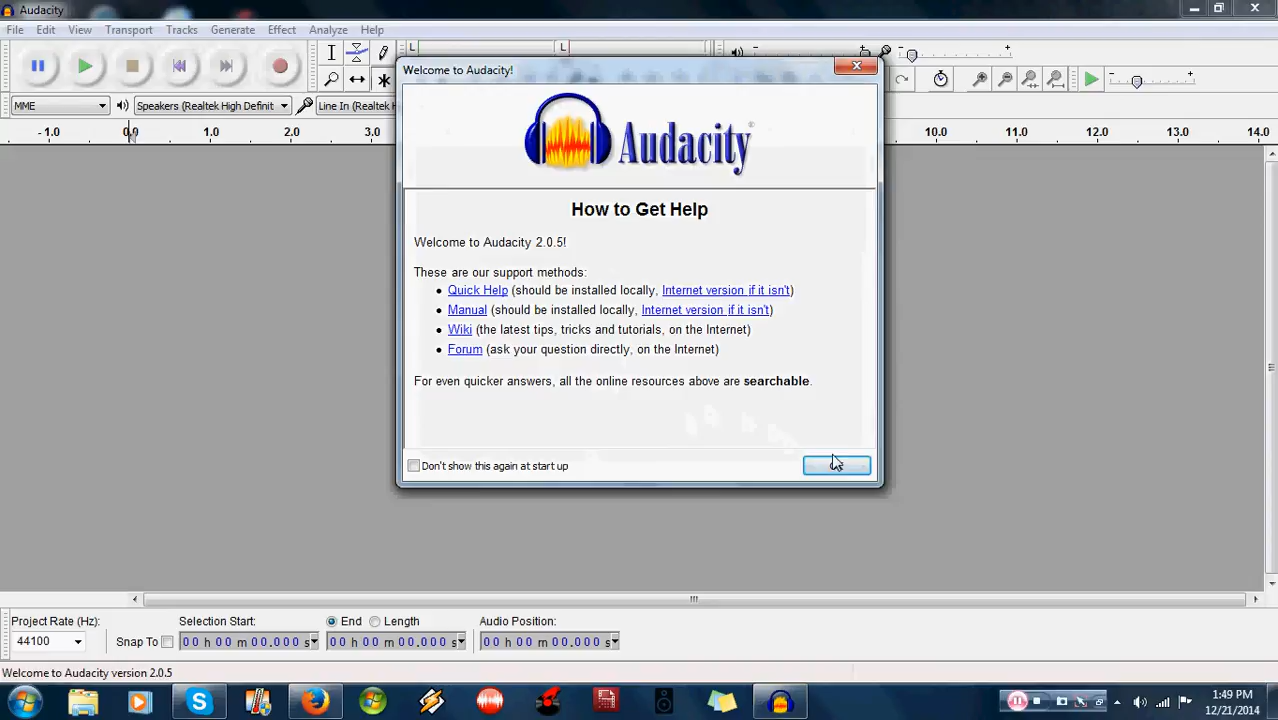 Audacity
File Edit View Transport Tracks Generate Effect Analyze Help
L L
MME Speakers (Realtek High Definit Line In (Realtek H
-1.0 0.0 1.0 2.0 3.0 10.0 11.0 12.0 13.0 14.0
Welcome to Audacity!
Audacity
How to Get Help
Welcome to Audacity 2.0.5!
These are our support methods:
• Quick Help (should be installed locally, Internet version if it isn't)
• Manual (should be installed locally, Internet version if it isn't)
• Wiki (the latest tips, tricks and tutorials, on the Internet)
• Forum (ask your question directly, on the Internet)
For even quicker answers, all the online resources above are searchable.
Don't show this again at start up
Project Rate (Hz): Selection Start: End Length Audio Position:
44100 Snap To 00 h 00 m 00.000 s 00 h 00 m 00.000 s 00 h 00 m 00.000 s
Welcome to Audacity version 2.0.5
1:49 PM
12/21/2014